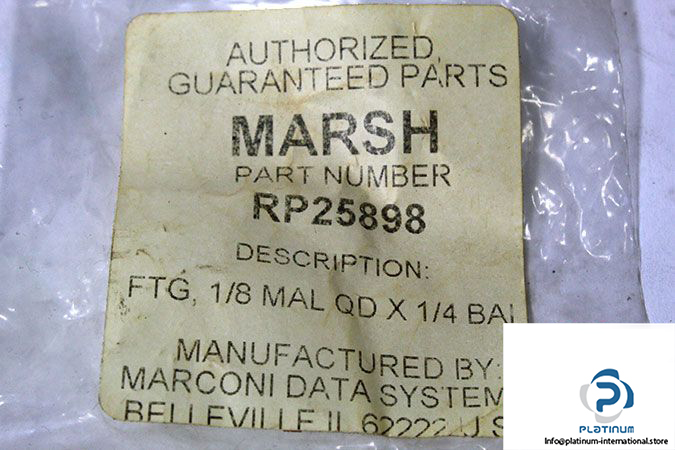 AUTHORIZED,
GUARANTEED PARTS
MARSH
PART NUMBER
RP25898
DESCRIPTION:
FTG, 1/8 MAL QD X 1/4 BA
MANUFACTURED BY:
MARCONI DATA SYSTEM
BELLEVILLE IL 62222 U S
PLATINUM
Info@platinum-international.store